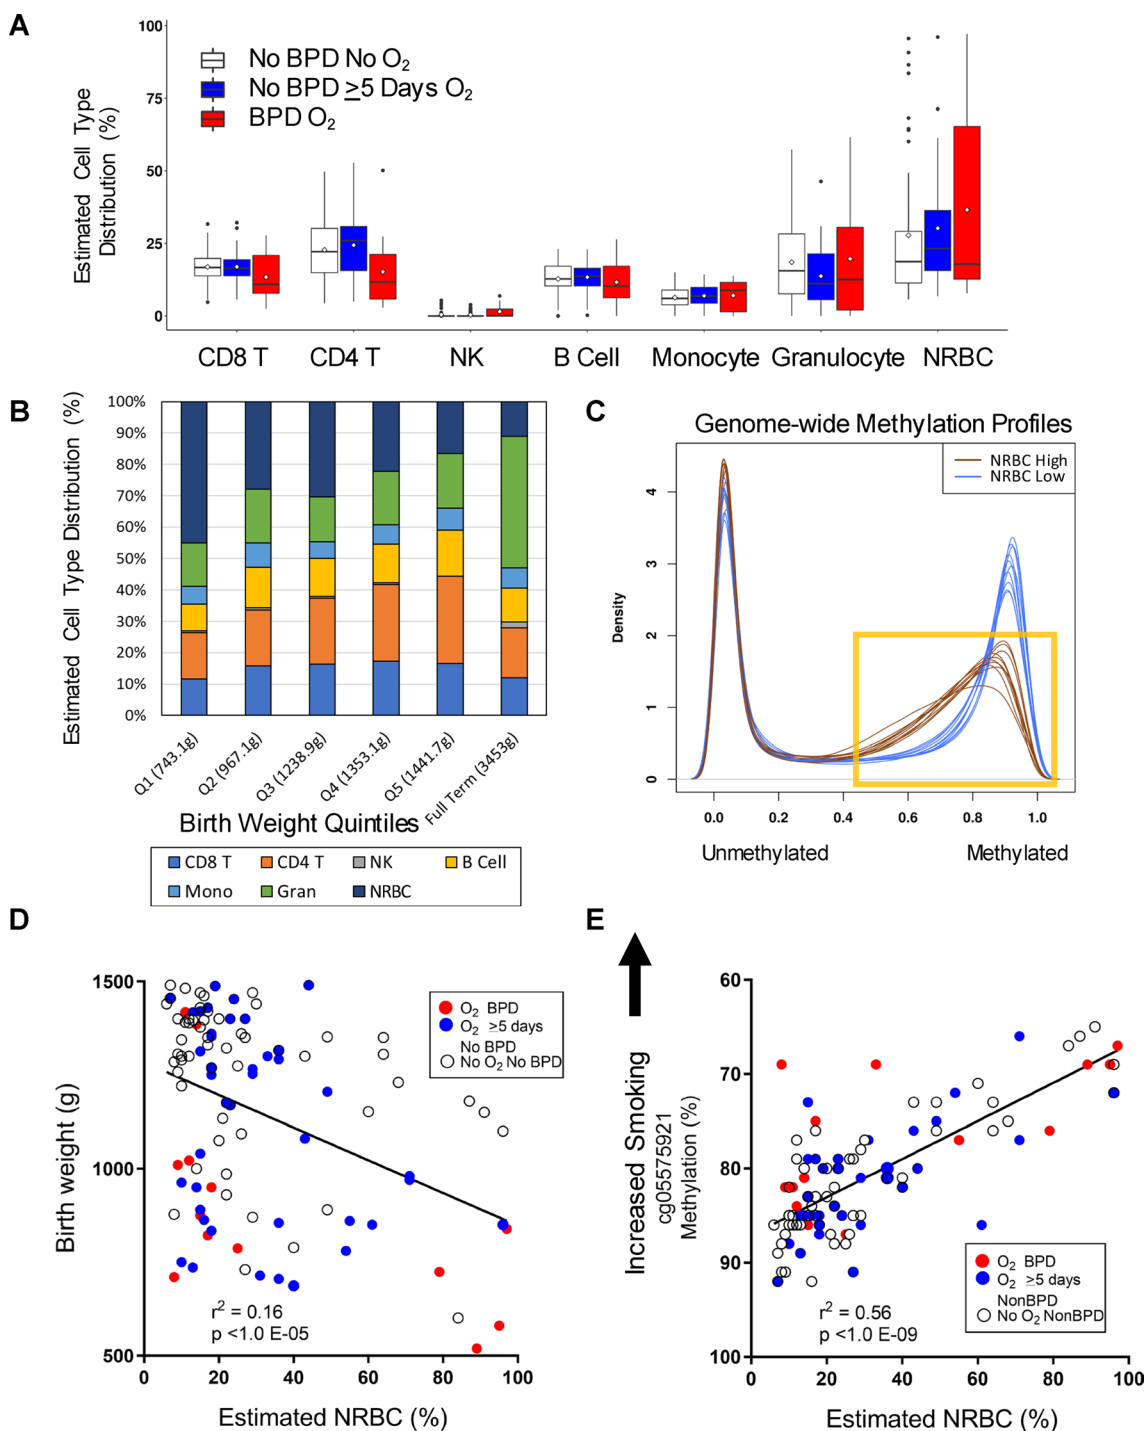 A
Estimated Cell Type
Distribution (%)
100
75
50
25
0
No BPD No O₂
No BPD ≥5 Days O₂
BPD O₂
CD8 T CD4 T NK B Cell Monocyte Granulocyte NRBC
B
Estimated Cell Type Distribution (%)
100%
90%
80%
70%
60%
50%
40%
30%
20%
10%
0%
Q1 (743.1g) Q2 (967.1g) Q3 (1238.9g) Q4 (1353.1g) Q5 (1441.7g) Full Term (3453g)
Birth Weight Quintiles
CD8 T CD4 T NK B Cell
Mono Gran NRBC
C
Genome-wide Methylation Profiles
NRBC High
NRBC Low
Density
4
3
2
1
0
0.0 0.2 0.4 0.6 0.8 1.0
Unmethylated Methylated
D
Birth weight (g)
1500
1000
500
O₂ BPD
O₂ ≥5 days
No BPD
No O₂ No BPD
r² = 0.16
p <1.0 E-05
0 20 40 60 80 100
Estimated NRBC (%)
E
Increased Smoking
cg05575921
Methylation (%)
60
70
80
90
100
O₂ BPD
O₂ ≥5 days
NonBPD
No O₂ NonBPD
r² = 0.56
p <1.0 E-09
0 20 40 60 80 100
Estimated NRBC (%)